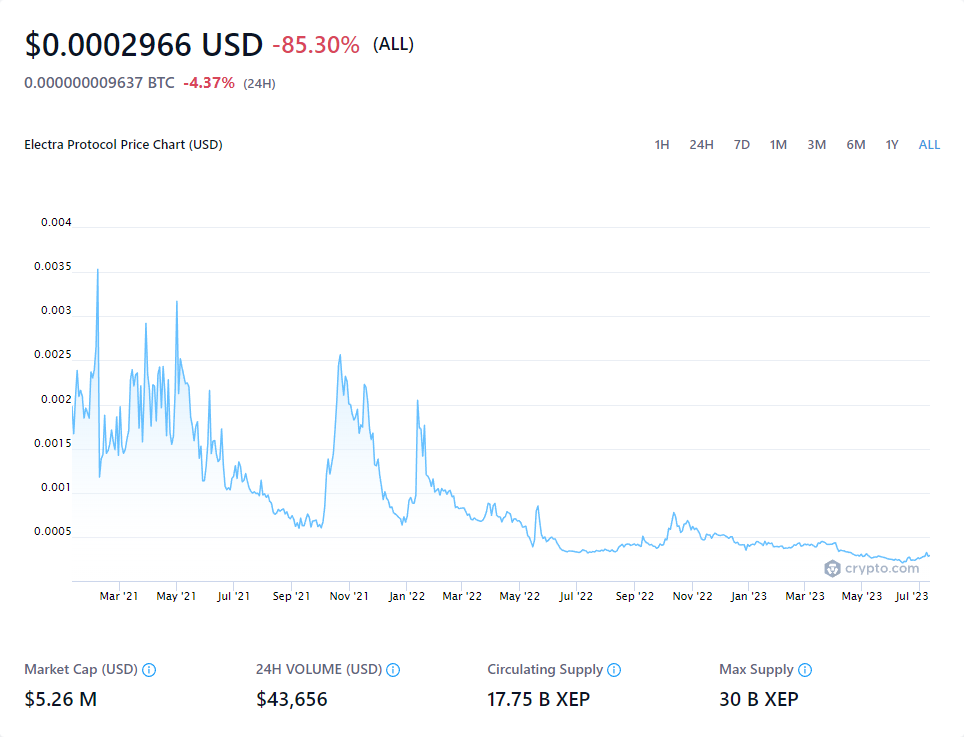 $0.0002966 USD -85.30% (ALL)
0.000000009637 BTC -4.37% (24H)
Electra Protocol Price Chart (USD) 1H 24H 7D 1M 3M 6M 1Y ALL
0.004
0.0035
0.003
0.0025
0.002
0.0015
0.001
0.0005
crypto.com
Mar '21 May '21 Jul '21 Sep '21 Nov '21 Jan '22 Mar '22 May '22 Jul '22 Sep '22 Nov '22 Jan '23 Mar '23 May '23 Jul '23
Market Cap (USD) 24H VOLUME (USD) Circulating Supply Max Supply
$5.26 M $43,656 17.75 B XEP 30 B XEP